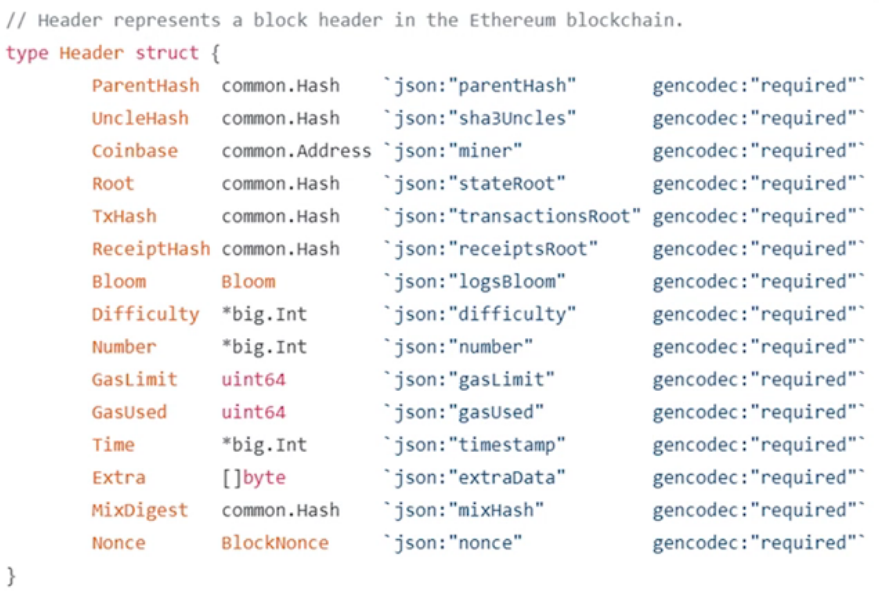 // Header represents a block header in the Ethereum blockchain.
type Header struct {
ParentHash common.Hash `json:"parentHash" gencodec:"required"`
UncleHash common.Hash `json:"sha3Uncles" gencodec:"required"`
Coinbase common.Address `json:"miner" gencodec:"required"`
Root common.Hash `json:"stateRoot" gencodec:"required"`
TxHash common.Hash `json:"transactionsRoot" gencodec:"required"`
ReceiptHash common.Hash `json:"receiptsRoot" gencodec:"required"`
Bloom Bloom `json:"logsBloom" gencodec:"required"`
Difficulty *big.Int `json:"difficulty" gencodec:"required"`
Number *big.Int `json:"number" gencodec:"required"`
GasLimit uint64 `json:"gasLimit" gencodec:"required"`
GasUsed uint64 `json:"gasUsed" gencodec:"required"`
Time *big.Int `json:"timestamp" gencodec:"required"`
Extra []byte `json:"extraData" gencodec:"required"`
MixDigest common.Hash `json:"mixHash" gencodec:"required"`
Nonce BlockNonce `json:"nonce" gencodec:"required"`
}